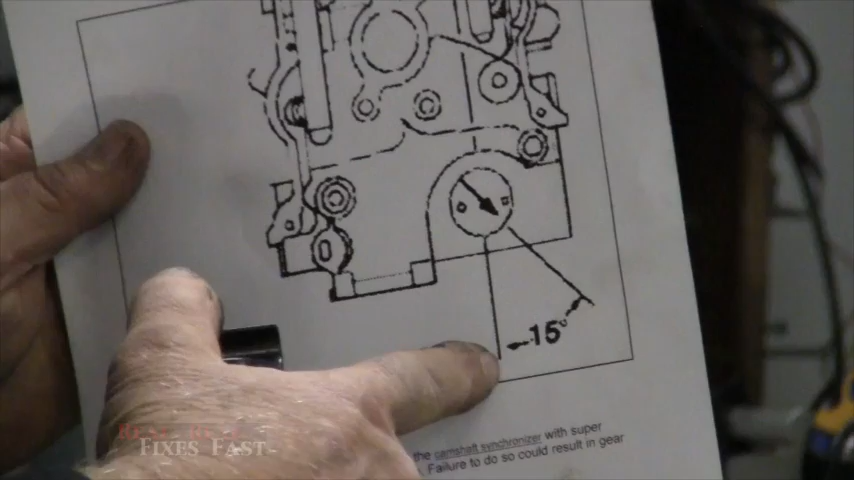 15°
the camshaft synchronizer with super
Failure to do so could result in gear
FIXES FAST